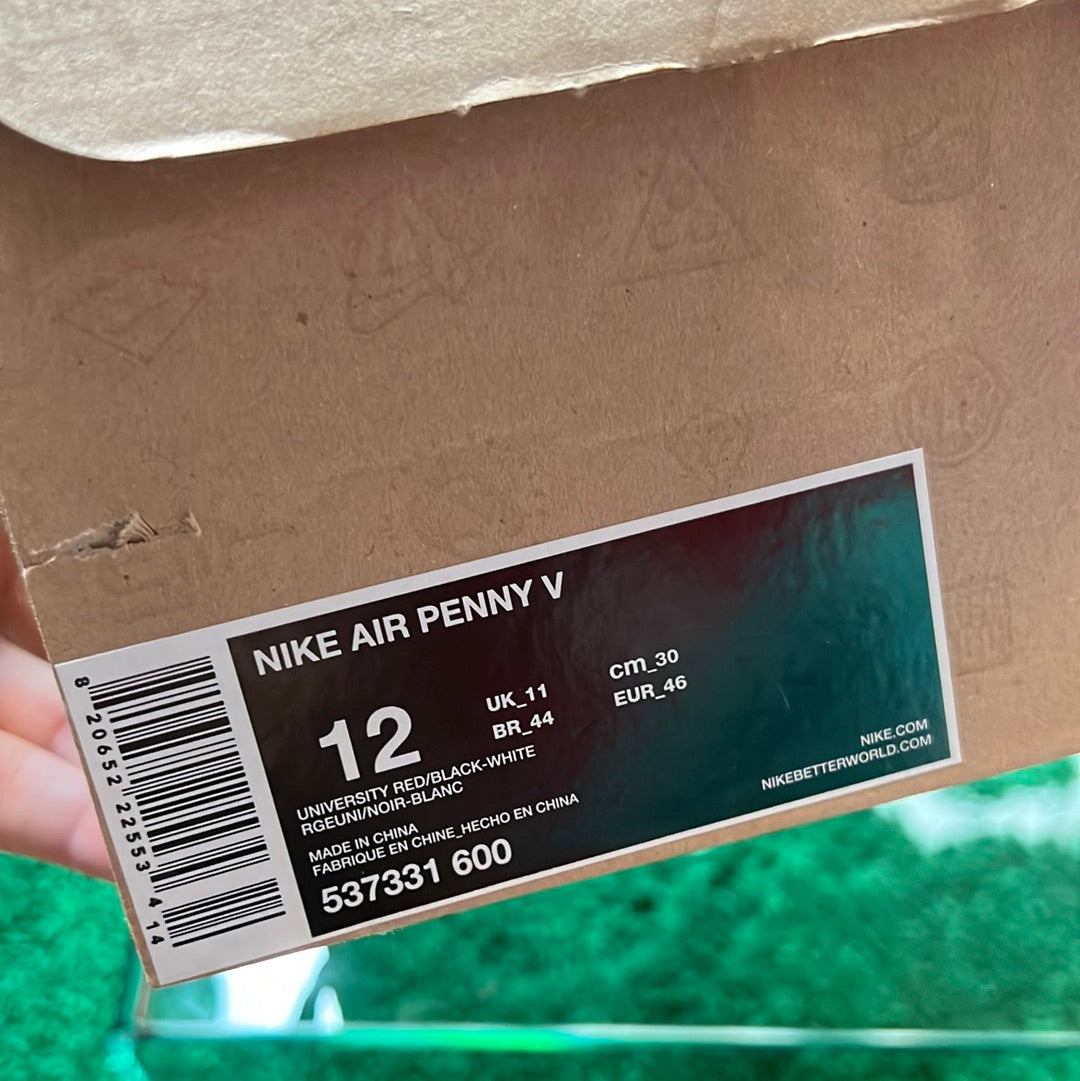 NIKE AIR PENNY V
12
UK_11
cm_30
BR_44
EUR_46
UNIVERSITY RED/BLACK-WHITE
RGEUNI/NOIR-BLANC
MADE IN CHINA
FABRIQUE EN CHINE_HECHO EN CHINA
537331 600
NIKE.COM
NIKEBETTERWORLD.COM
8 20652 22553 4 14